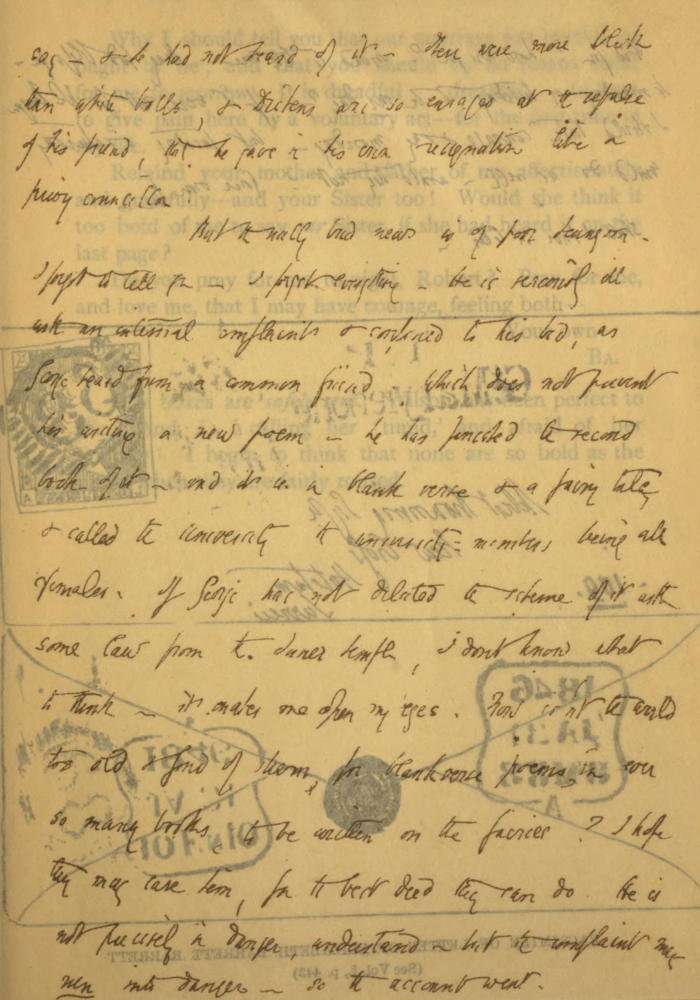 say — & he had not heard of it — There were more black
than white balls, & Dickens was so enraged at the repulse
of his friend, that he gave in his own resignation like a
privy councillor.
But the really bad news is of poor Tennyson.
I forgot to tell you — I forget everything — He is seriously ill
with an internal complaint & confined to his bed, as
George heard from a common friend. Which does not prevent
his writing a new poem — he has finished the second
book of it — and it is in blank verse & a fairy tale,
& called the University, the university-members being all
females. If George has not diluted the scheme of it with
some law from the Inner temple, I don't know what
to think — it makes me open my eyes. Now isn't the world
too old & fond of steam, for blank verse poems, in ever
so many books, to be written on the fairies? I hope
they may cure him, for the best deed they can do. He is
not precisely in danger, understand — but the complaint may
run into danger — so the account went.